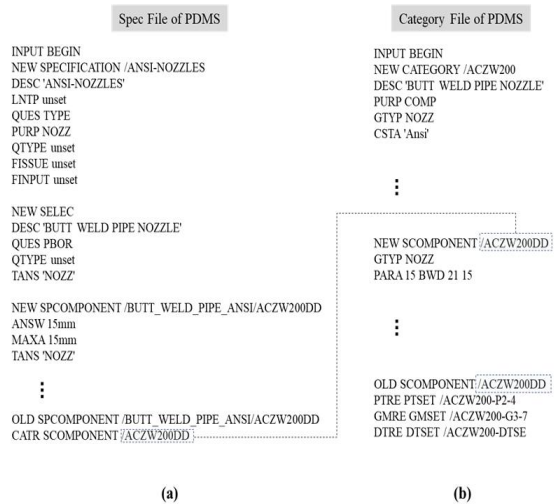 Spec File of PDMS
INPUT BEGIN
NEW SPECIFICATION /ANSI-NOZZLES
DESC 'ANSI-NOZZLES'
LNTP unset
QUES TYPE
PURP NOZZ
QTYPE unset
FISSUE unset
FINPUT unset
NEW SELEC
DESC 'BUTT WELD PIPE NOZZLE'
QUES PBOR
QTYPE unset
TANS 'NOZZ'
NEW SPCOMPONENT /BUTT_WELD_PIPE_ANSI/ACZW200DD
ANSW 15mm
MAXA 15mm
TANS 'NOZZ'
OLD SPCOMPONENT /BUTT_WELD_PIPE_ANSI/ACZW200DD
CATR SCOMPONENT /ACZW200DD
(a)
Category File of PDMS
INPUT BEGIN
NEW CATEGORY /ACZW200
DESC 'BUTT WELD PIPE NOZZLE'
PURP COMP
GTYP NOZZ
CSTA 'Ansi'
NEW SCOMPONENT /ACZW200DD
GTYP NOZZ
PARA 15 BWD 21 15
OLD SCOMPONENT /ACZW200DD
PTRE PTSET /ACZW200-P2-4
GMRE GMSET /ACZW200-G3-7
DTRE DTSET /ACZW200-DTSE
(b)